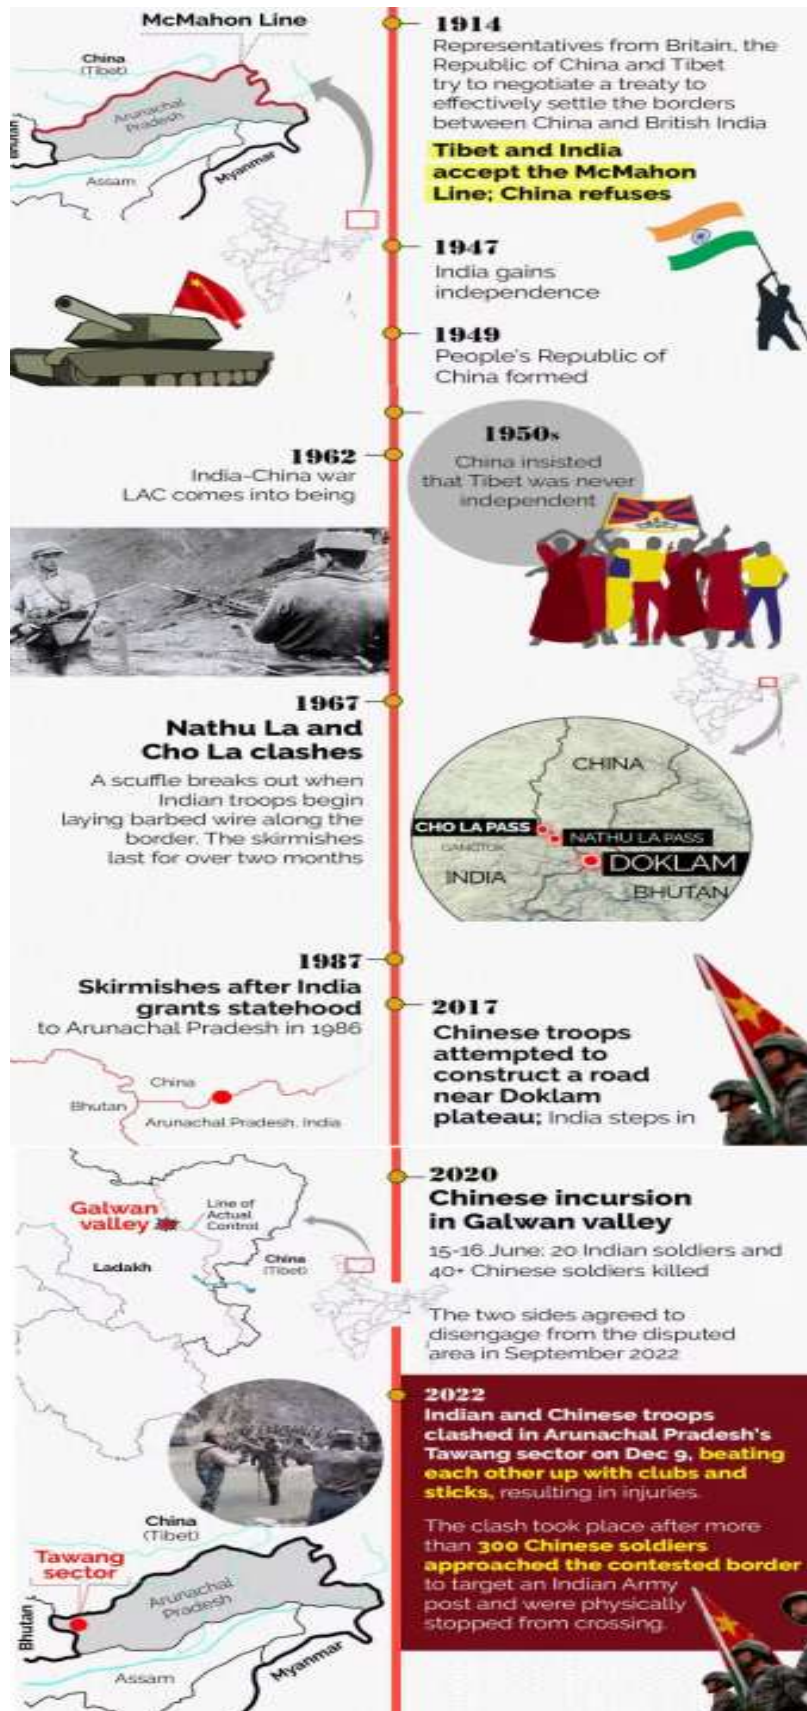 McMahon Line
China
(Tibet)
Arunachal
Pradesh
Bhutan
Assam
Myanmar
1914
Representatives from Britain, the
Republic of China and Tibet
try to negotiate a treaty to
effectively settle the borders
between China and British India
Tibet and India
accept the McMahon
Line; China refuses
1947
India gains
independence
1949
People's Republic of
China formed
1950s
China insisted
that Tibet was never
independent
1962
India-China war
LAC comes into being
1967
Nathu La and
Cho La clashes
A scuffle breaks out when
Indian troops begin
laying barbed wire along the
border. The skirmishes
last for over two months
CHINA
CHO LA PASS
NATHU LA PASS
GANGTOK
DOKLAM
INDIA
BHUTAN
1987
Skirmishes after India
grants statehood
to Arunachal Pradesh in 1986
China
Bhutan
Arunachal Pradesh, India
2017
Chinese troops
attempted to
construct a road
near Doklam
plateau; India steps in
Galwan
valley
Line of
Actual
Control
Ladakh
China
(Tibet)
2020
Chinese incursion
in Galwan valley
15-16 June: 20 Indian soldiers and
40+ Chinese soldiers killed
The two sides agreed to
disengage from the disputed
area in September 2022
2022
Indian and Chinese troops
clashed in Arunachal Pradesh's
Tawang sector on Dec 9, beating
each other up with clubs and
sticks, resulting in injuries.
The clash took place after more
than 300 Chinese soldiers
approached the contested border
to target an Indian Army
post and were physically
stopped from crossing.
China
(Tibet)
Tawang
sector
Arunachal
Pradesh
Bhutan
Assam
Myanmar